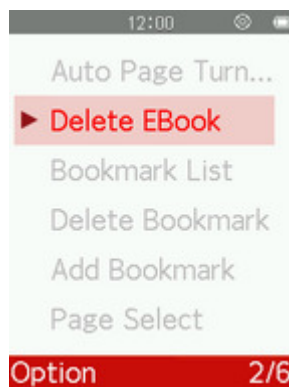 12:00
Auto Page Turn...
Delete EBook
Bookmark List
Delete Bookmark
Add Bookmark
Page Select
Option 2/6